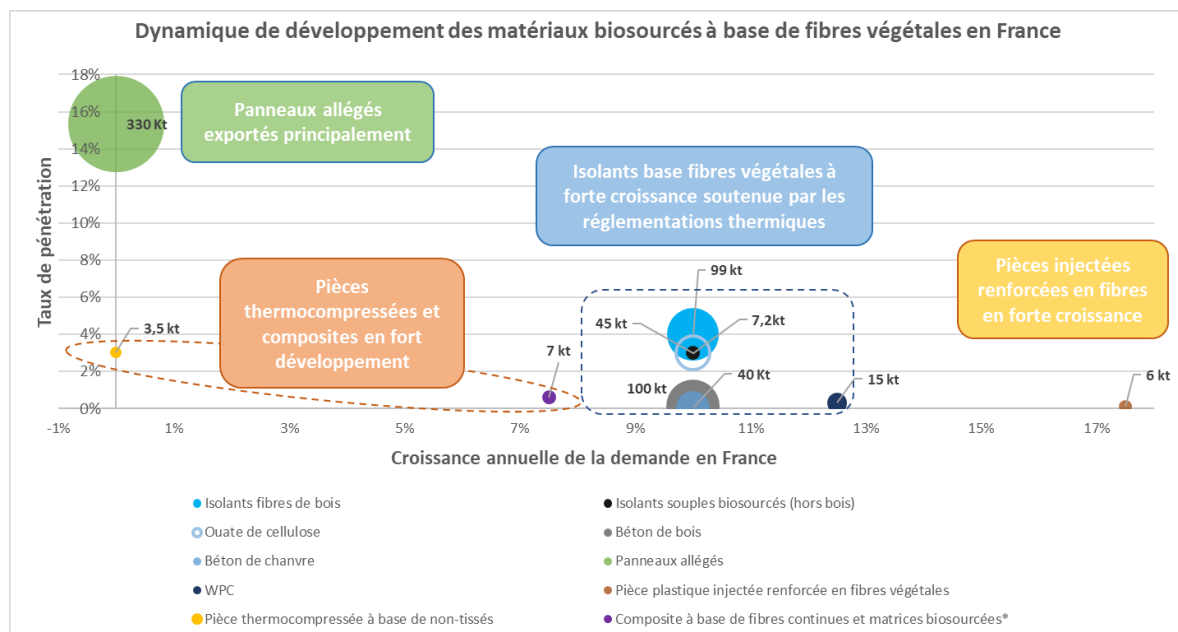 Dynamique de développement des matériaux biosourcés à base de fibres végétales en France
Taux de pénétration
18%
16%
14%
12%
10%
8%
6%
4%
2%
0%
330 Kt
Panneaux allégés
exportés principalement
Isolants base fibres végétales à
forte croissance soutenue par les
réglementations thermiques
Pièces
thermocompressées et
composites en fort
développement
Pièces injectées
renforcées en fibres
en forte croissance
99 kt
3,5 kt
45 kt
7,2kt
7 kt
100 kt
40 Kt
15 kt
6 kt
-1%
1%
3%
5%
7%
9%
11%
13%
15%
17%
Croissance annuelle de la demande en France
Isolants fibres de bois
Isolants souples biosourcés (hors bois)
Ouate de cellulose
Béton de bois
Béton de chanvre
Panneaux allégés
WPC
Pièce plastique injectée renforcée en fibres végétales
Pièce thermocompressée à base de non-tissés
Composite à base de fibres continues et matrices biosourcées*